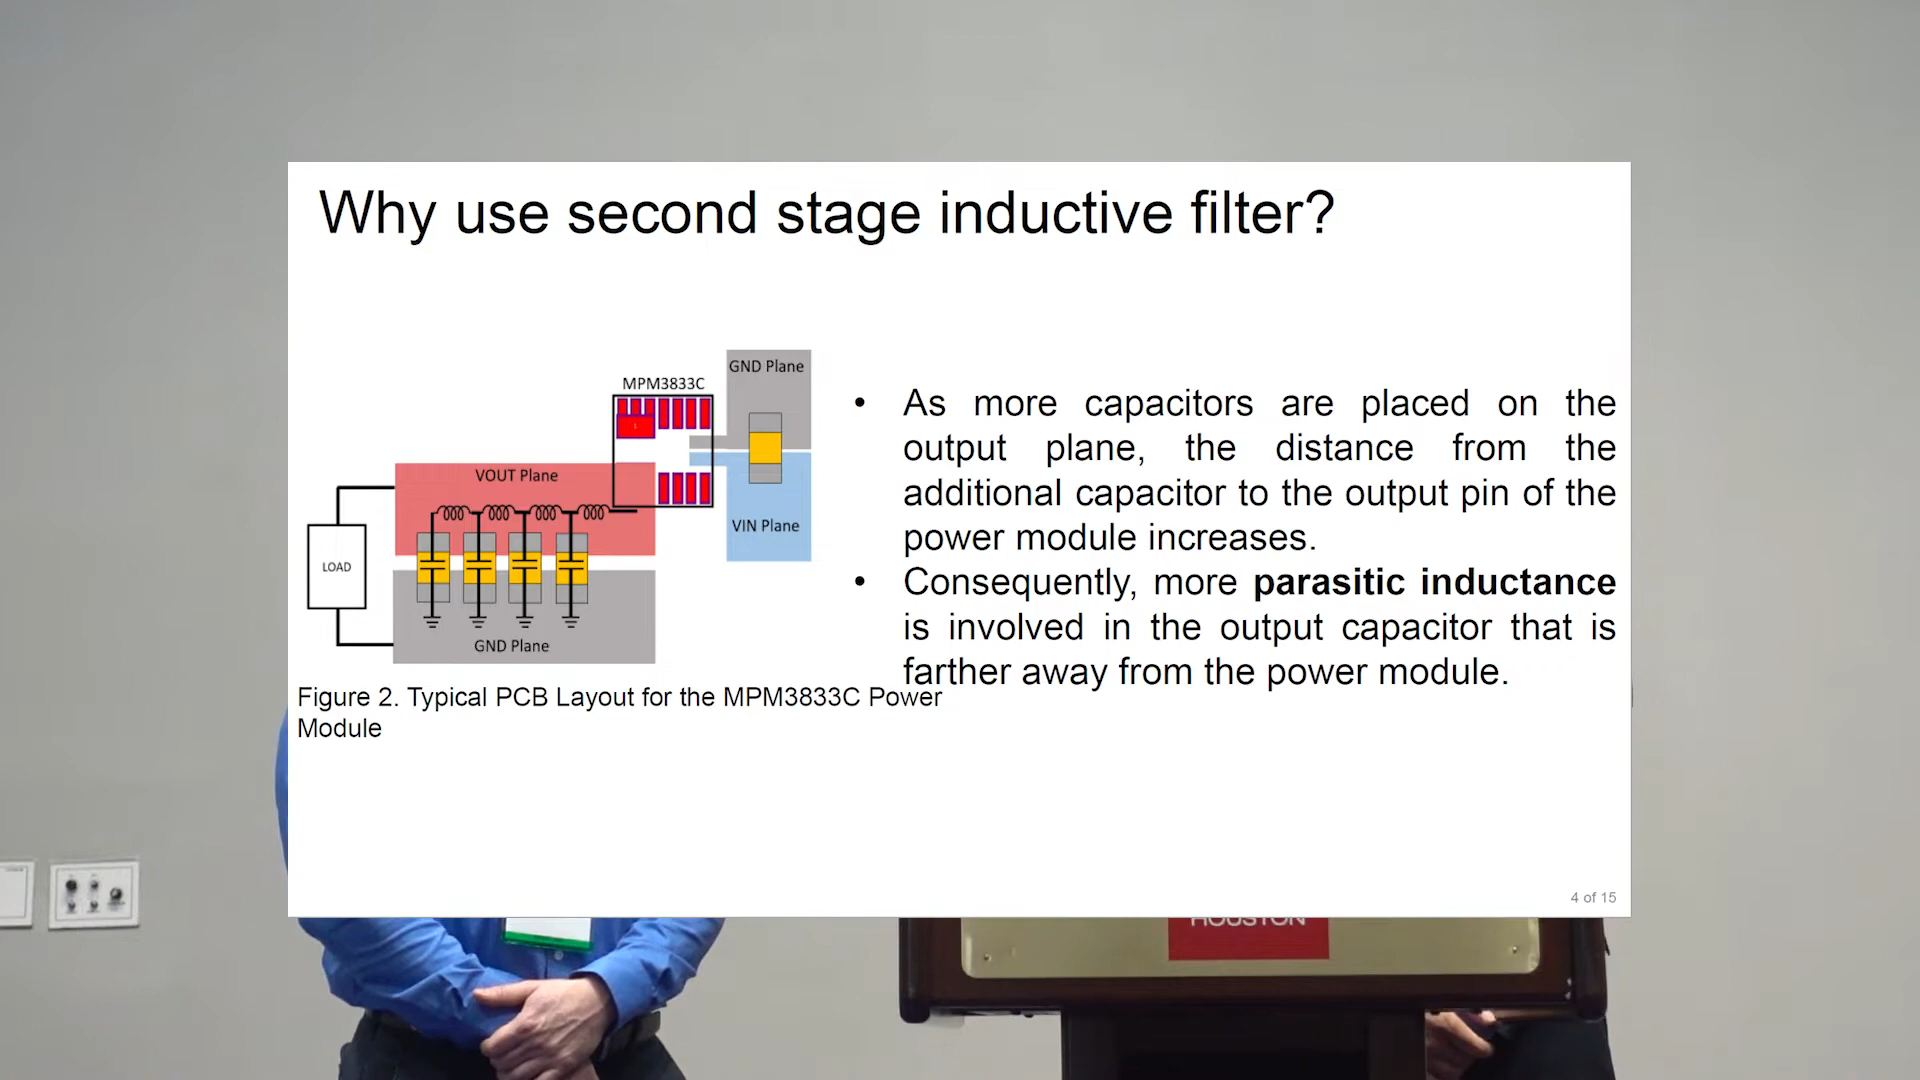 Why use second stage inductive filter?
GND Plane
MPM3833C
1
VOUT Plane
VIN Plane
LOAD
GND Plane
Figure 2. Typical PCB Layout for the MPM3833C Power
Module
• As more capacitors are placed on the
output plane, the distance from the
additional capacitor to the output pin of the
power module increases.
• Consequently, more parasitic inductance
is involved in the output capacitor that is
farther away from the power module.
4 of 15
HOUSTON